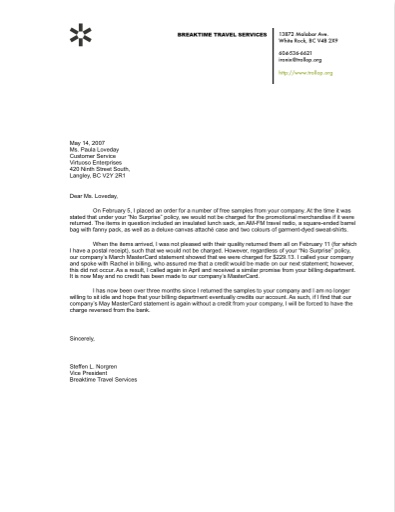 BREAKTIME TRAVEL SERVICES
13872 Malabar Ave.
White Rock, BC V4B 2X9
604-536-6621
ironic@trsllop.org
http://www.trsllop.org
May 14, 2007
Ms. Paula Loveday
Customer Service
Virtuoso Enterprises
420 Ninth Street South,
Langley, BC V2Y 2R1
Dear Ms. Loveday,
On February 5, I placed an order for a number of free samples from your company. At the time it was
stated that under your "No Surprise" policy, we would not be charged for the promotional merchandise if it were
returned. The items in question included an insulated lunch sack, an AM-FM travel radio, a square-ended barrel
bag with fanny pack, as well as a deluxe canvas attaché case and two colours of garment-dyed sweat-shirts.
When the items arrived, I was not pleased with their quality returned them all on February 11 (for which
I have a postal receipt), such that we would not be charged. However, regardless of your "No Surprise" policy,
our company's March MasterCard statement showed that we were charged for $229.13. I called your company
and spoke with Rachel in billing, who assured me that a credit would be made on our next statement; however,
this did not occur. As a result, I called again in April and received a similar promise from your billing department.
It is now May and no credit has been made to our company's MasterCard.
I has now been over three months since I returned the samples to your company and I am no longer
willing to sit idle and hope that your billing department eventually credits our account. As such, if I find that our
company's May MasterCard statement is again without a credit from your company, I will be forced to have the
charge reversed from the bank.
Sincerely,
Steffen L. Norgren
Vice President
Breaktime Travel Services